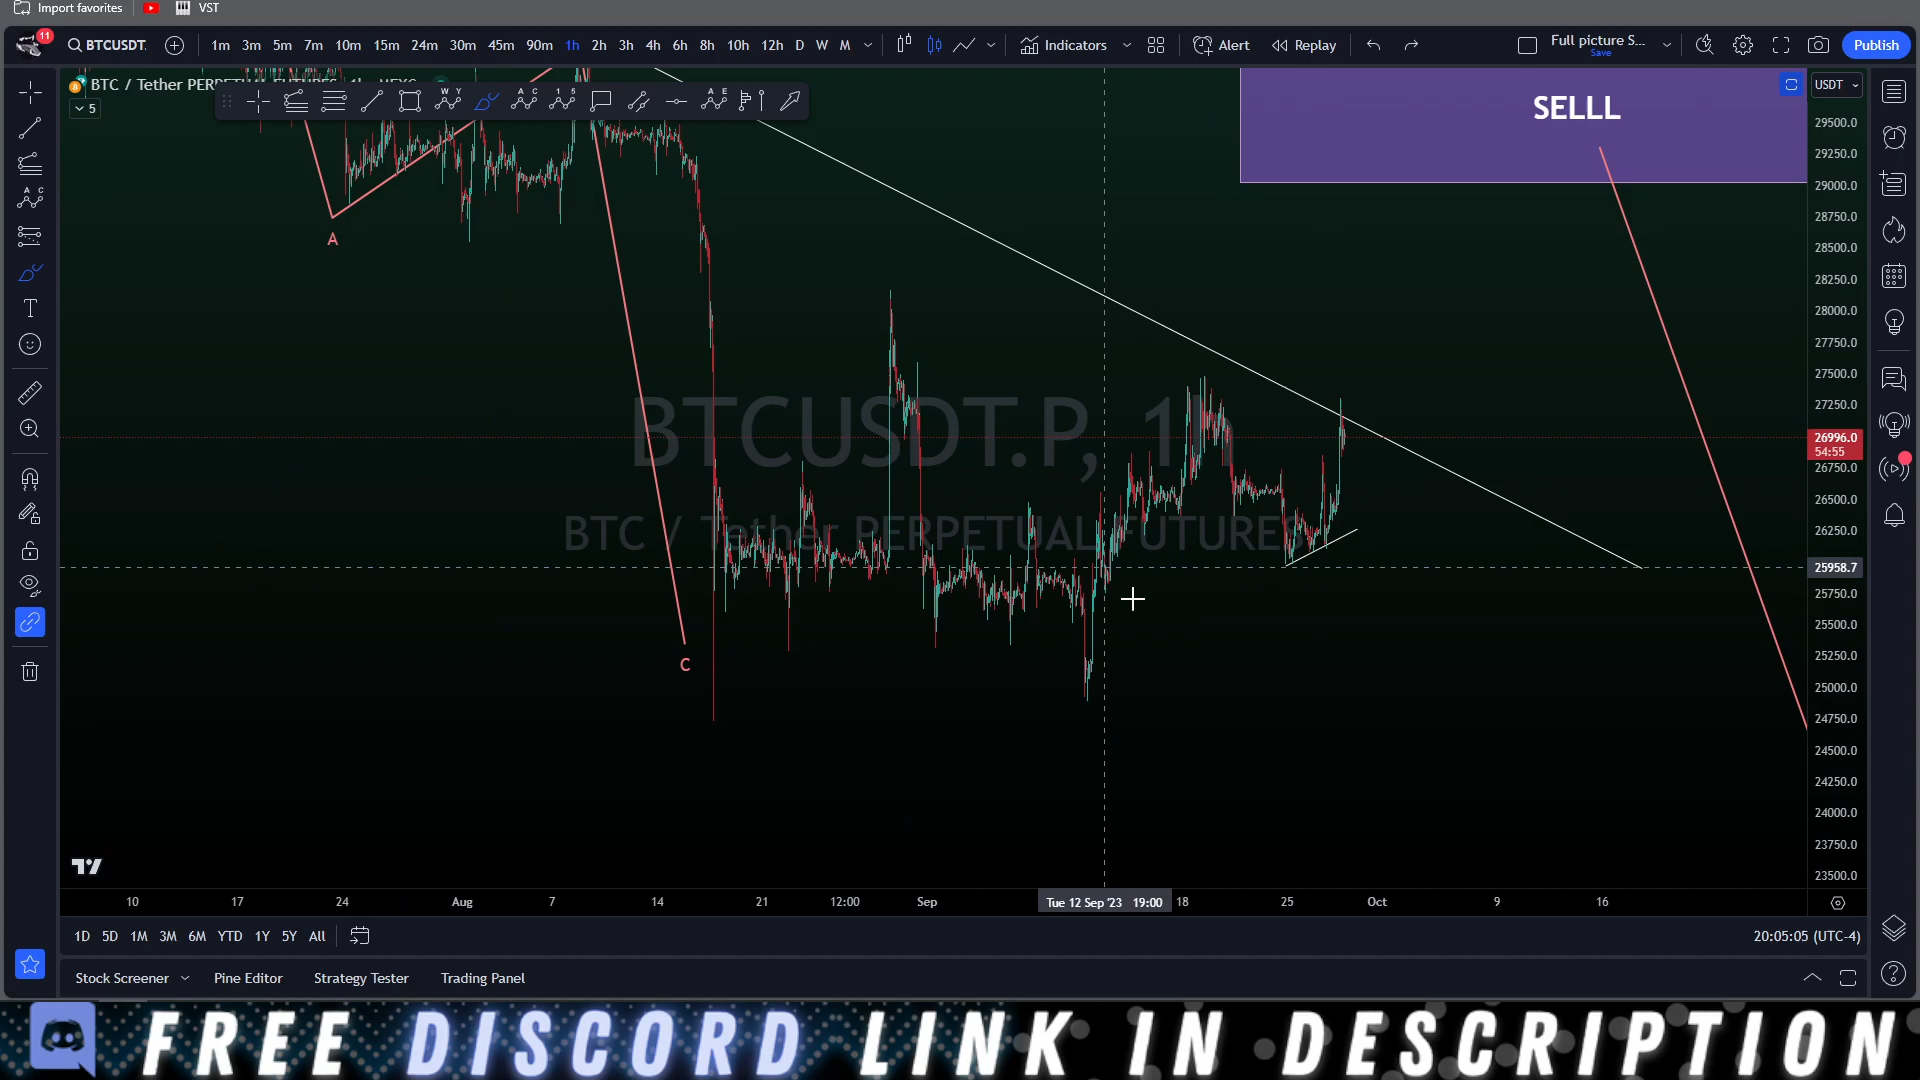 Import favorites VST
11 BTCUSDT. 1m 3m 5m 7m 10m 15m 24m 30m 45m 90m 1h 2h 3h 4h 6h 8h 10h 12h D W M Indicators Alert Replay Full picture S... Save Publish
BTC / Tether
5
USDT
SELLL
29500.0
29250.0
29000.0
28750.0
28500.0
28250.0
28000.0
27750.0
27500.0
27250.0
26996.0
54:55
26750.0
26500.0
26250.0
25958.7
25750.0
25500.0
25250.0
25000.0
24750.0
24500.0
24250.0
24000.0
23750.0
23500.0
A
C
BTCUSDT.P, 1h
BTC / Tether PERPETUAL FUTURES
10 17 24 Aug 7 14 21 12:00 Sep Tue 12 Sep '23 19:00 18 25 Oct 9 16
1D 5D 1M 3M 6M YTD 1Y 5Y All 20:05:05 (UTC-4)
Stock Screener Pine Editor Strategy Tester Trading Panel
FREE DISCORD LINK IN DESCRIPTION